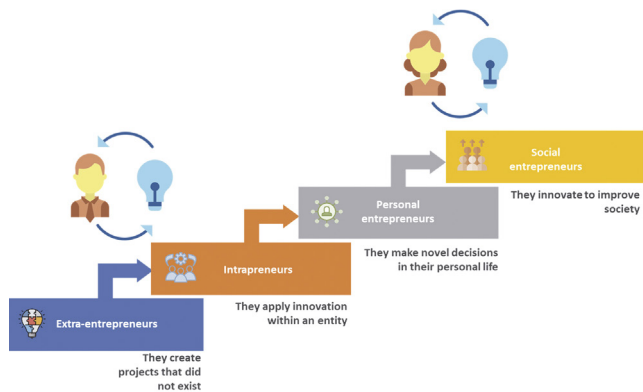 Social
entrepreneurs
They innovate to improve
society
Personal
entrepreneurs
They make novel decisions
in their personal life
Intrapreneurs
They apply innovation
within an entity
Extra-entrepreneurs
They create
projects that did
not exist